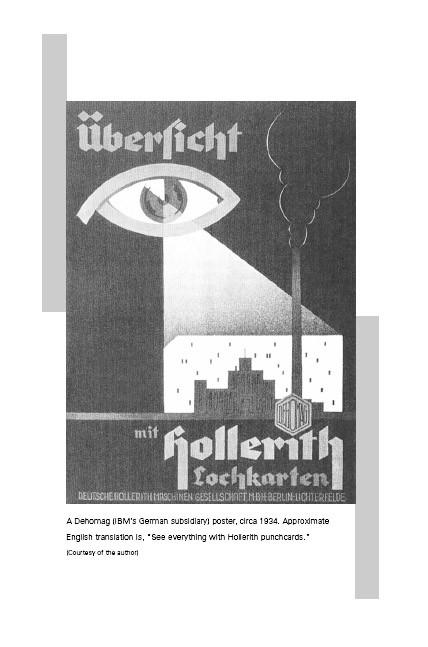 Übersicht
DEHOMAG
mit Hollerith
Lochkarten
DEUTSCHE HOLLERITH MASCHINEN GESELLSCHAFT M·B·H·BERLIN-LICHTERFELDE
A Dehomag (IBM's German subsidiary) poster, circa 1934. Approximate
English translation is, "See everything with Hollerith punchcards."
(Courtesy of the author)